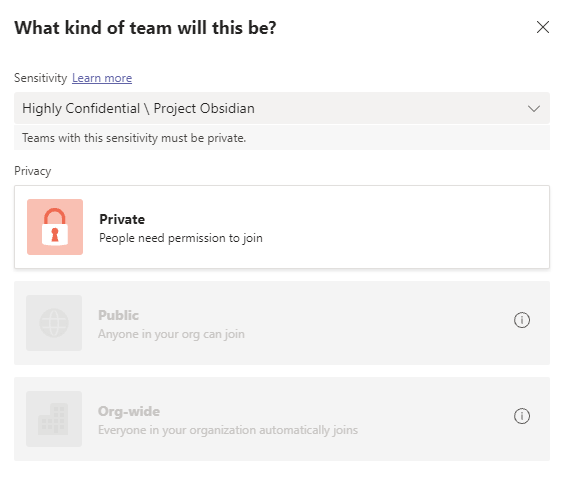 What kind of team will this be?
Sensitivity Learn more
Highly Confidential \ Project Obsidian
Teams with this sensitivity must be private.
Privacy
Private
People need permission to join
Public
Anyone in your org can join
Org-wide
Everyone in your organization automatically joins